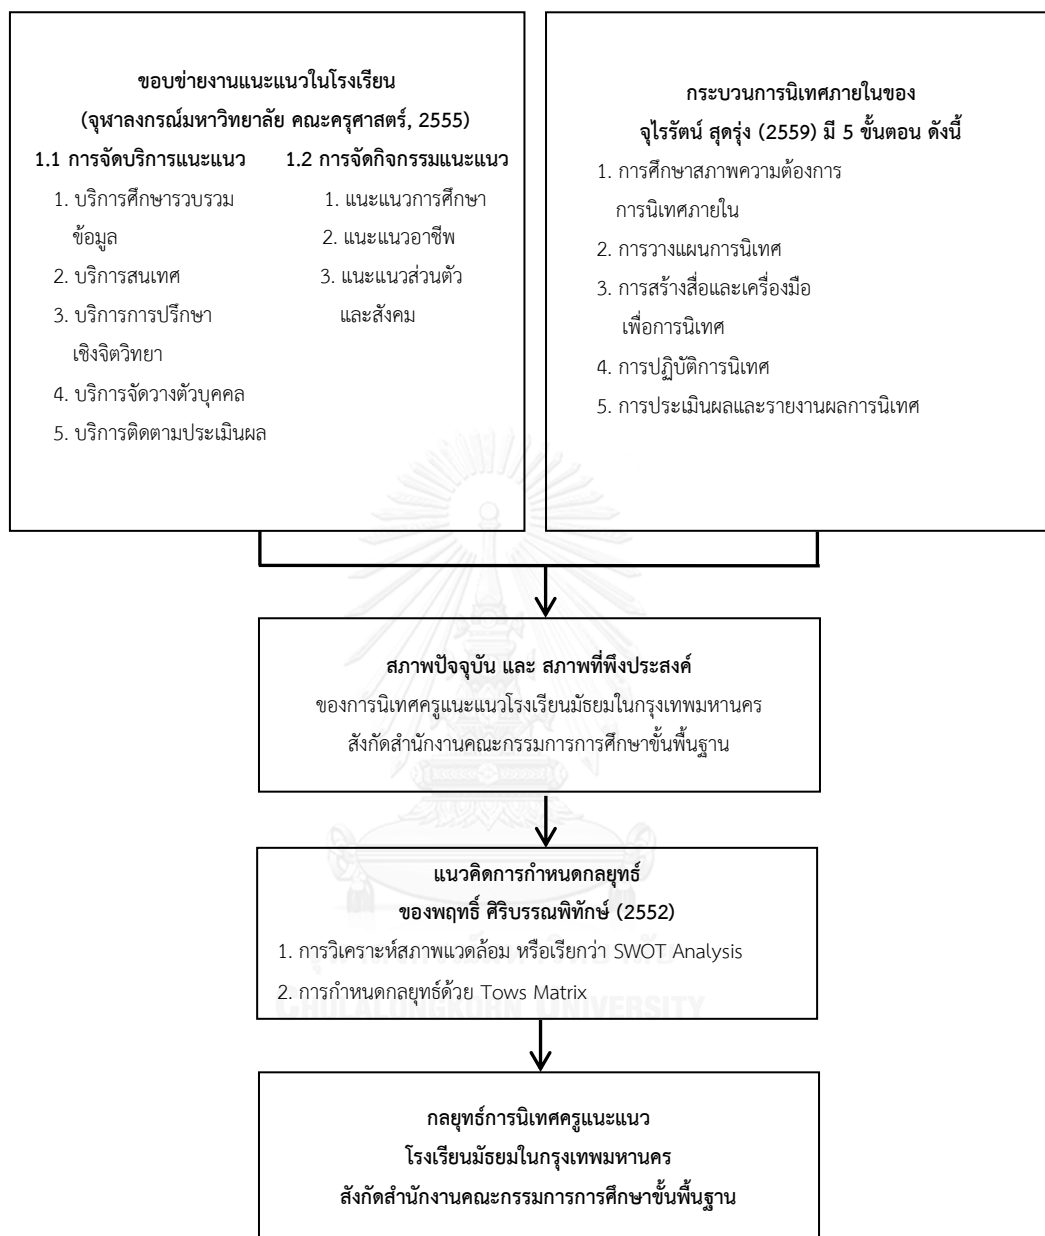 ขอบข่ายงานแนะแนวในโรงเรียน
(จุฬาลงกรณ์มหาวิทยาลัย คณะครุศาสตร์, 2555)
1.1 การจัดบริการแนะแนว
1. บริการศึกษารวบรวม
ข้อมูล
2. บริการสนเทศ
3. บริการการปรึกษา
เชิงจิตวิทยา
4. บริการจัดวางตัวบุคคล
5. บริการติดตามประเมินผล
1.2 การจัดกิจกรรมแนะแนว
1. แนะแนวการศึกษา
2. แนะแนวอาชีพ
3. แนะแนวส่วนตัว
และสังคม
กระบวนการนิเทศภายในของ
จุไรรัตน์ สุดรุ่ง (2559) มี 5 ขั้นตอน ดังนี้
1. การศึกษาสภาพความต้องการ
การนิเทศภายใน
2. การวางแผนการนิเทศ
3. การสร้างสื่อและเครื่องมือ
เพื่อการนิเทศ
4. การปฏิบัติการนิเทศ
5. การประเมินผลและรายงานผลการนิเทศ
สภาพปัจจุบัน และ สภาพที่พึงประสงค์
ของการนิเทศครูแนะแนวโรงเรียนมัธยมในกรุงเทพมหานคร
สังกัดสำนักงานคณะกรรมการการศึกษาขั้นพื้นฐาน
แนวคิดการกำหนดกลยุทธ์
ของพฤทธิ์ ศิริบรรณพิทักษ์ (2552)
1. การวิเคราะห์สภาพแวดล้อม หรือเรียกว่า SWOT Analysis
2. การกำหนดกลยุทธ์ด้วย Tows Matrix
CHULALONGKORN UNIVERSITY
กลยุทธ์การนิเทศครูแนะแนว
โรงเรียนมัธยมในกรุงเทพมหานคร
สังกัดสำนักงานคณะกรรมการการศึกษาขั้นพื้นฐาน